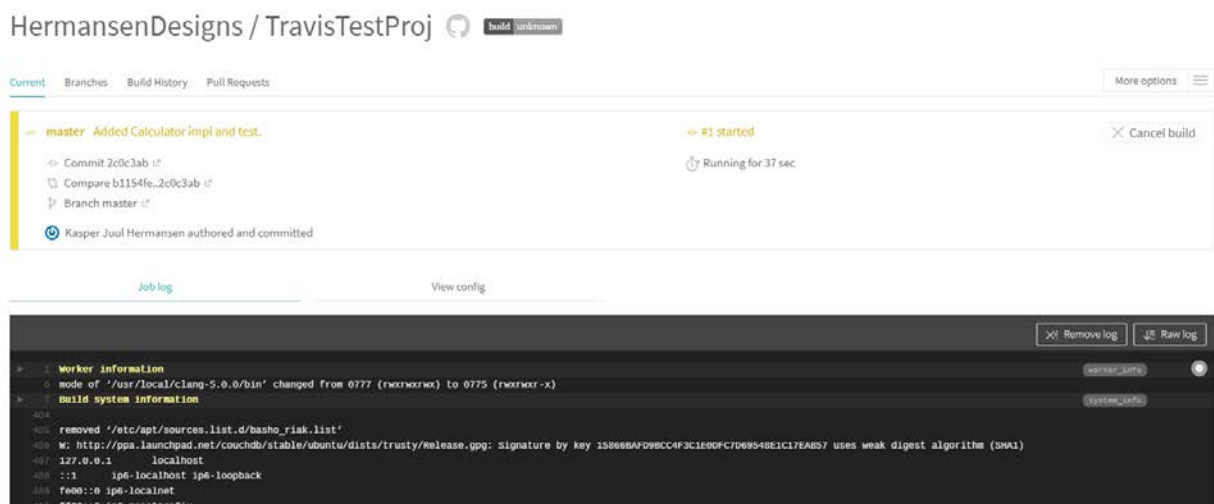 HermansenDesigns / TravisTestProj build unknown
Current Branches Build History Pull Requests More options
master Added Calculator impl and test. #1 started Cancel build
Commit 2c0c3ab Running for 37 sec
Compare b1154fe..2c0c3ab
Branch master
Kasper Juul Hermansen authored and committed
Job log View config
Remove log Raw log
1 Worker information worker_info
6 mode of '/usr/local/clang-5.0.0/bin' changed from 0777 (rwxrwxrwx) to 0775 (rwxrwxr-x)
7 Build system information system_info
404
405 removed '/etc/apt/sources.list.d/basho_riak.list'
406 W: http://ppa.launchpad.net/couchdb/stable/ubuntu/dists/trusty/Release.gpg: Signature by key 15866BAFD9BCC4F3C1E0DFC7D69548E1C17EAB57 uses weak digest algorithm (SHA1)
407 127.0.0.1 localhost
408 ::1 ip6-localhost ip6-loopback
409 fe00::0 ip6-localnet